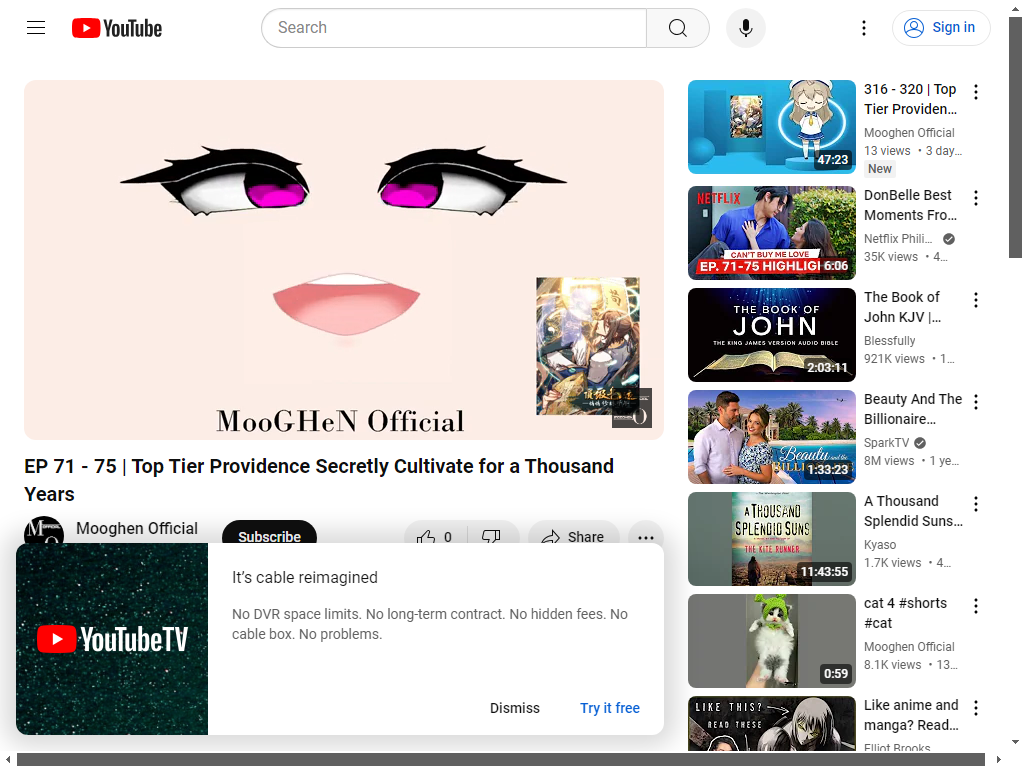 YouTube
Search
Sign in
MooGHeN Official
EP 71 - 75 | Top Tier Providence Secretly Cultivate for a Thousand
Years
Mooghen Official
Subscribe
0
Share
YouTubeTV
It’s cable reimagined
No DVR space limits. No long-term contract. No hidden fees. No
cable box. No problems.
Dismiss
Try it free
47:23
316 - 320 | Top
Tier Providen…
Mooghen Official
13 views • 3 day…
New
NETFLIX
CAN'T BUY ME LOVE
EP. 71-75 HIGHLIG
6:06
DonBelle Best
Moments Fro…
Netflix Phili…
35K views • 4…
THE BOOK OF
JOHN
THE KING JAMES VERSION AUDIO BIBLE
2:03:11
The Book of
John KJV |…
Blessfully
921K views • 1…
Beauty and the
1:33:23
Beauty And The
Billionaire…
SparkTV
8M views • 1 ye…
A THOUSAND
SPLENDID SUNS
THE KITE RUNNER
11:43:55
A Thousand
Splendid Suns…
Kyaso
1.7K views • 4…
0:59
cat 4 #shorts
#cat
Mooghen Official
8.1K views • 13…
LIKE THIS?
READ THESE
Like anime and
manga? Read…
Elliot Brooks